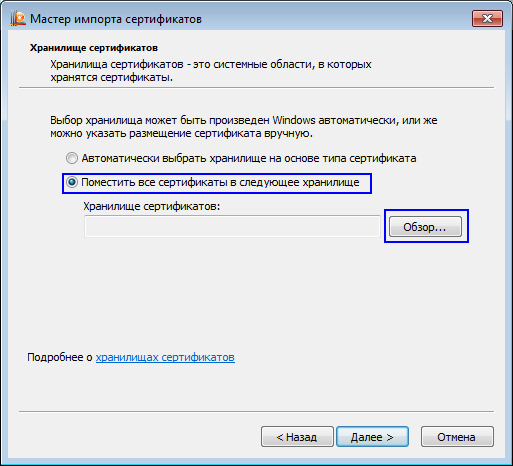 Мастер импорта сертификатов
Хранилище сертификатов
Хранилища сертификатов - это системные области, в которых
хранятся сертификаты.
Выбор хранилища может быть произведен Windows автоматически, или же
можно указать размещение сертификата вручную.
Автоматически выбрать хранилище на основе типа сертификата
Поместить все сертификаты в следующее хранилище
Хранилище сертификатов:
Обзор...
Подробнее о хранилищах сертификатов
< Назад
Далее >
Отмена